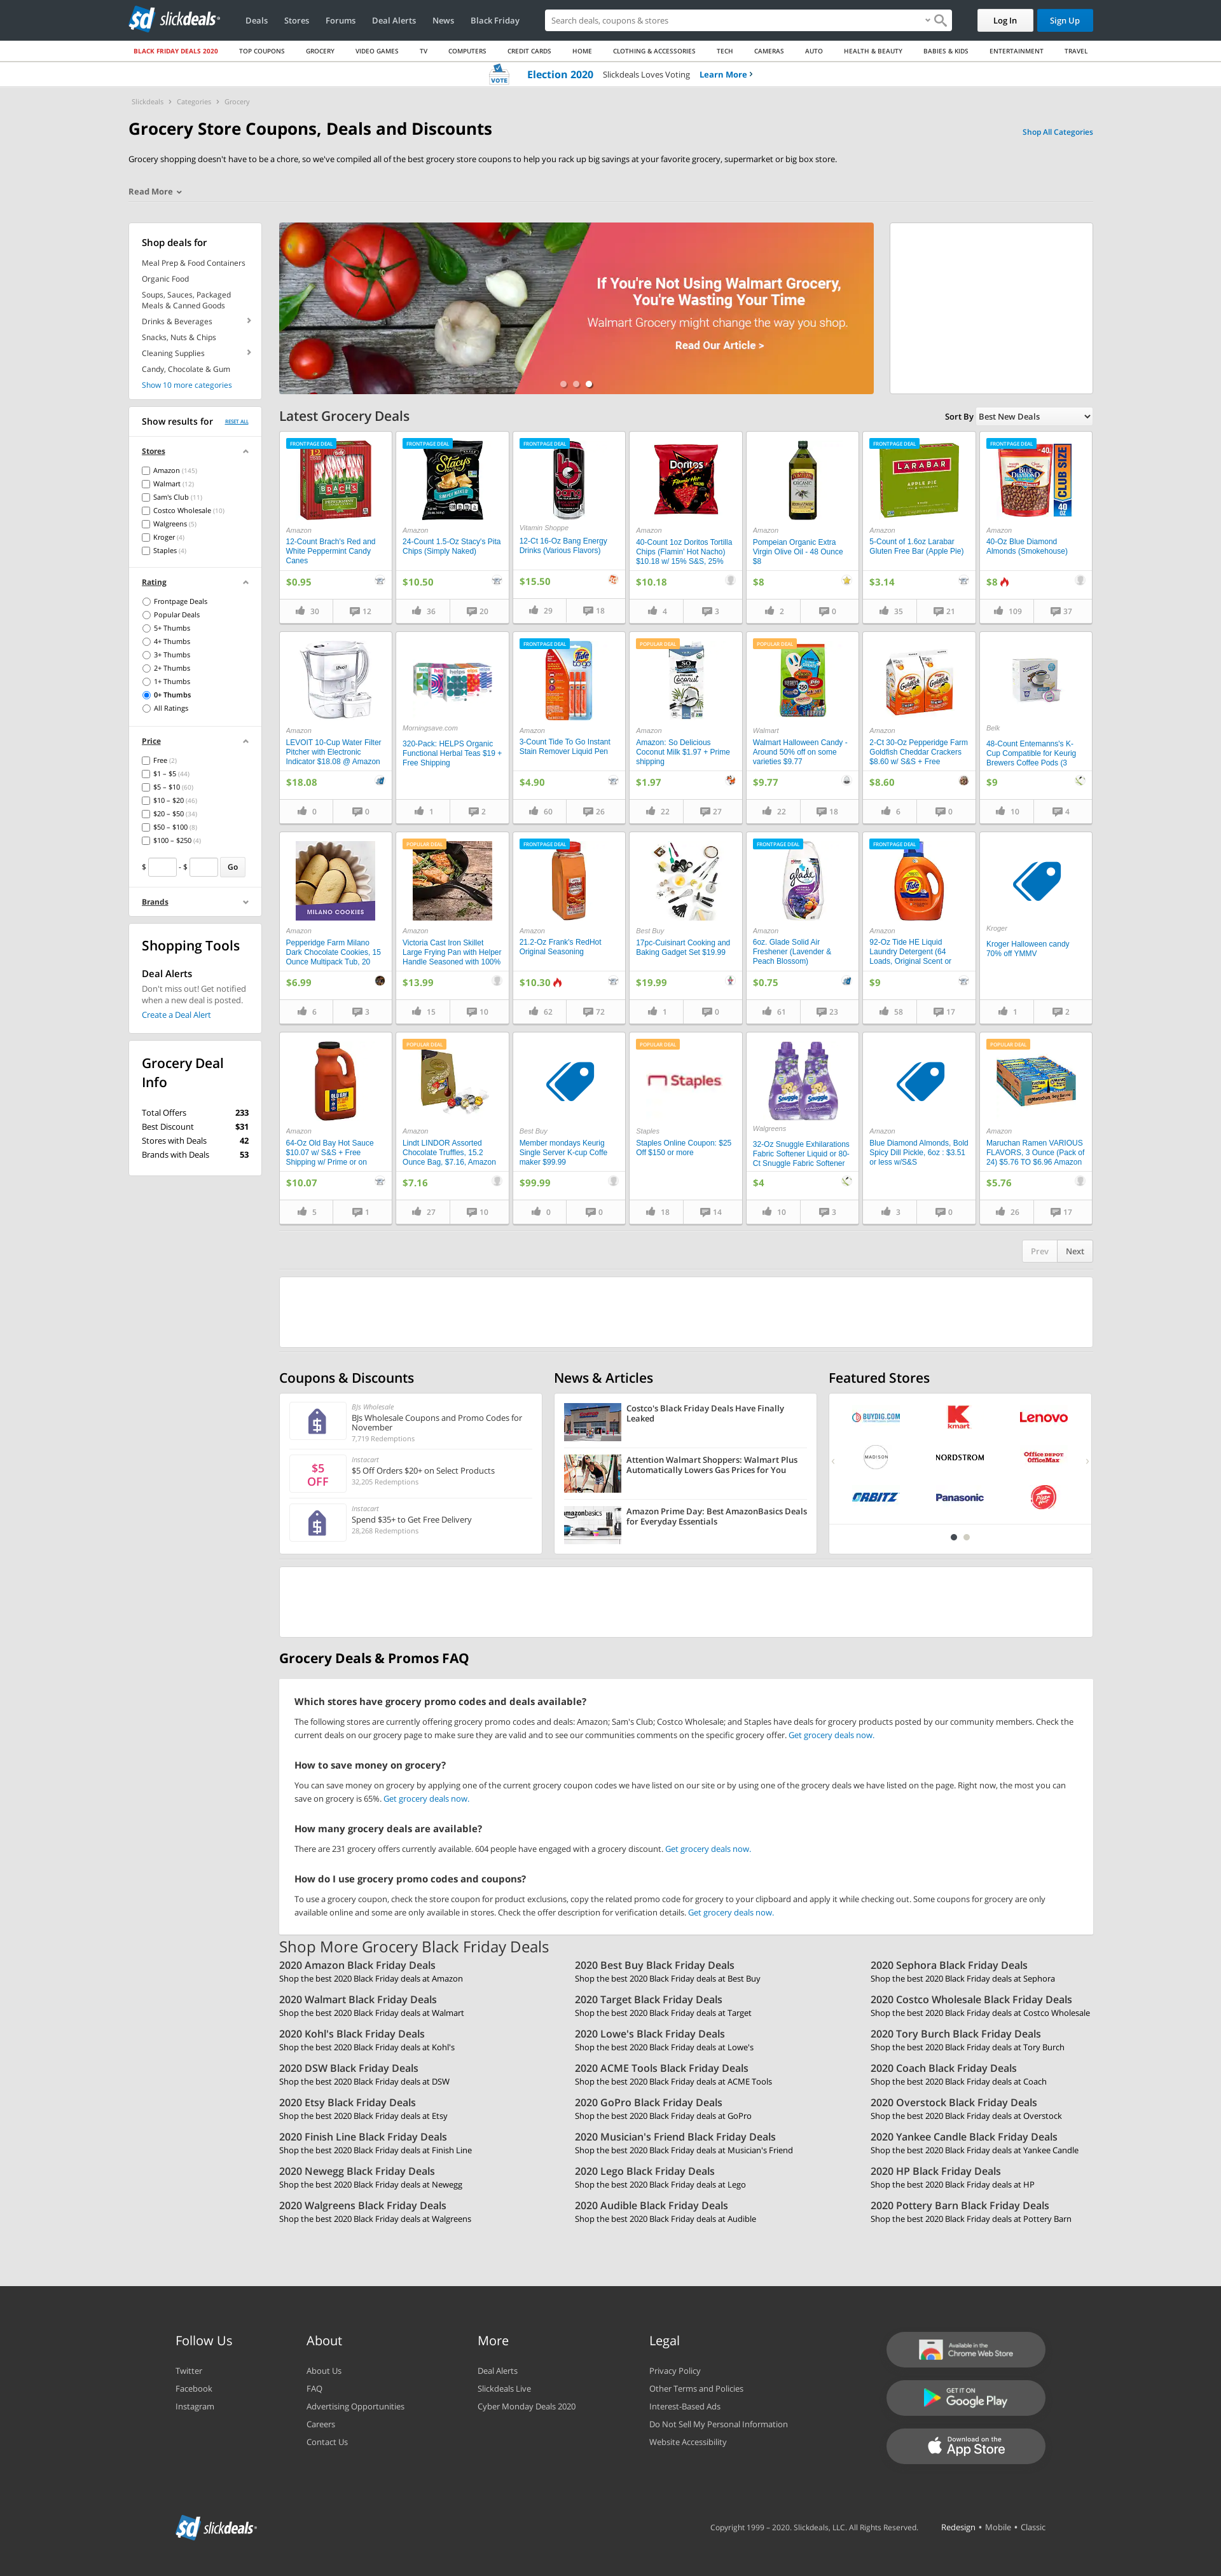 slickdeals
Deals
Stores
Forums
Deal Alerts
News
Black Friday
Search deals, coupons & stores
Log In
Sign Up
BLACK FRIDAY DEALS 2020
TOP COUPONS
GROCERY
VIDEO GAMES
TV
COMPUTERS
CREDIT CARDS
HOME
CLOTHING & ACCESSORIES
TECH
CAMERAS
AUTO
HEALTH & BEAUTY
BABIES & KIDS
ENTERTAINMENT
TRAVEL
VOTE
Election 2020 Slickdeals Loves Voting Learn More ›
Slickdeals › Categories › Grocery
Grocery Store Coupons, Deals and Discounts
Shop All Categories
Grocery shopping doesn't have to be a chore, so we've compiled all of the best grocery store coupons to help you rack up big savings at your favorite grocery, supermarket or big box store.
Read More
Shop deals for
Meal Prep & Food Containers
Organic Food
Soups, Sauces, Packaged
Meals & Canned Goods
Drinks & Beverages
Snacks, Nuts & Chips
Cleaning Supplies
Candy, Chocolate & Gum
Show 10 more categories
Show results for
RESET ALL
Stores
Amazon (145)
Walmart (12)
Sam's Club (11)
Costco Wholesale (10)
Walgreens (5)
Kroger (4)
Staples (4)
Rating
Frontpage Deals
Popular Deals
5+ Thumbs
4+ Thumbs
3+ Thumbs
2+ Thumbs
1+ Thumbs
0+ Thumbs
All Ratings
Price
Free (2)
$1 – $5 (44)
$5 – $10 (60)
$10 – $20 (46)
$20 – $50 (34)
$50 – $100 (8)
$100 – $250 (4)
$ - $ Go
Brands
Shopping Tools
Deal Alerts
Don't miss out! Get notified
when a new deal is posted.
Create a Deal Alert
Grocery Deal
Info
Total Offers 233
Best Discount $31
Stores with Deals 42
Brands with Deals 53
If You're Not Using Walmart Grocery,
You're Wasting Your Time
Walmart Grocery might change the way you shop.
Read Our Article >
Latest Grocery Deals
Sort By Best New Deals
FRONTPAGE DEAL
BRACH'S
Amazon
12-Count Brach's Red and
White Peppermint Candy
Canes
$0.95
30 12
FRONTPAGE DEAL
Stacy's
Amazon
24-Count 1.5-Oz Stacy's Pita
Chips (Simply Naked)
$10.50
36 20
FRONTPAGE DEAL
Vitamin Shoppe
12-Ct 16-Oz Bang Energy
Drinks (Various Flavors)
$15.50
29 18
Doritos
Amazon
40-Count 1oz Doritos Tortilla
Chips (Flamin' Hot Nacho)
$10.18 w/ 15% S&S, 25%
$10.18
4 3
Amazon
Pompeian Organic Extra
Virgin Olive Oil - 48 Ounce
$8
$8
2 0
FRONTPAGE DEAL
LARABAR
APPLE PIE
Amazon
5-Count of 1.6oz Larabar
Gluten Free Bar (Apple Pie)
$3.14
35 21
FRONTPAGE DEAL
BLUE DIAMOND
CLUB SIZE
40 OZ
Amazon
40-Oz Blue Diamond
Almonds (Smokehouse)
$8
109 37
Amazon
LEVOIT 10-Cup Water Filter
Pitcher with Electronic
Indicator $18.08 @ Amazon
$18.08
0 0
Morningsave.com
320-Pack: HELPS Organic
Functional Herbal Teas $19 +
Free Shipping
1 2
FRONTPAGE DEAL
Tide to go
Amazon
3-Count Tide To Go Instant
Stain Remover Liquid Pen
$4.90
60 26
POPULAR DEAL
Coconut
Amazon
Amazon: So Delicious
Coconut Milk $1.97 + Prime
shipping
$1.97
22 27
POPULAR DEAL
Walmart
Walmart Halloween Candy -
Around 50% off on some
varieties $9.77
$9.77
22 18
Goldfish Goldfish
Amazon
2-Ct 30-Oz Pepperidge Farm
Goldfish Cheddar Crackers
$8.60 w/ S&S + Free
$8.60
6 0
Belk
48-Count Entemanns's K-
Cup Compatible for Keurig
Brewers Coffee Pods (3
$9
10 4
MILANO COOKIES
Amazon
Pepperidge Farm Milano
Dark Chocolate Cookies, 15
Ounce Multipack Tub, 20
$6.99
6 3
POPULAR DEAL
Amazon
Victoria Cast Iron Skillet
Large Frying Pan with Helper
Handle Seasoned with 100%
$13.99
15 10
FRONTPAGE DEAL
Amazon
21.2-Oz Frank's RedHot
Original Seasoning
$10.30
62 72
Best Buy
17pc-Cuisinart Cooking and
Baking Gadget Set $19.99
$19.99
1 0
FRONTPAGE DEAL
glade
Amazon
6oz. Glade Solid Air
Freshener (Lavender &
Peach Blossom)
$0.75
61 23
FRONTPAGE DEAL
Tide
Amazon
92-Oz Tide HE Liquid
Laundry Detergent (64
Loads, Original Scent or
$9
58 17
Kroger
Kroger Halloween candy
70% off YMMV
1 2
OLD BAY
Amazon
64-Oz Old Bay Hot Sauce
$10.07 w/ S&S + Free
Shipping w/ Prime or on
$10.07
5 1
POPULAR DEAL
Amazon
Lindt LINDOR Assorted
Chocolate Truffles, 15.2
Ounce Bag, $7.16, Amazon
$7.16
27 10
Best Buy
Member mondays Keurig
Single Server K-cup Coffe
maker $99.99
$99.99
0 0
POPULAR DEAL
Staples
Staples
Staples Online Coupon: $25
Off $150 or more
18 14
Snuggle Snuggle
Walgreens
32-Oz Snuggle Exhilarations
Fabric Softener Liquid or 80-
Ct Snuggle Fabric Softener
$4
10 3
Amazon
Blue Diamond Almonds, Bold
Spicy Dill Pickle, 6oz : $3.51
or less w/S&S
3 0
POPULAR DEAL
Maruchan
Amazon
Maruchan Ramen VARIOUS
FLAVORS, 3 Ounce (Pack of
24) $5.76 TO $6.96 Amazon
$5.76
26 17
Prev Next
Coupons & Discounts
BJs Wholesale
BJs Wholesale Coupons and Promo Codes for
November
7,719 Redemptions
$5
OFF
Instacart
$5 Off Orders $20+ on Select Products
32,205 Redemptions
Instacart
Spend $35+ to Get Free Delivery
28,268 Redemptions
News & Articles
Costco's Black Friday Deals Have Finally
Leaked
Attention Walmart Shoppers: Walmart Plus
Automatically Lowers Gas Prices for You
amazonbasics
Amazon Prime Day: Best AmazonBasics Deals
for Everyday Essentials
Featured Stores
BUYDIG.COM
kmart
Lenovo
MADISON
NORDSTROM
Office DEPOT
OfficeMax
ORBITZ
Panasonic
Pizza Hut
Grocery Deals & Promos FAQ
Which stores have grocery promo codes and deals available?
The following stores are currently offering grocery promo codes and deals: Amazon; Sam's Club; Costco Wholesale; and Staples have deals for grocery products posted by our community members. Check the
current deals on our grocery page to make sure they are valid and to see our communities comments on the specific grocery offer. Get grocery deals now.
How to save money on grocery?
You can save money on grocery by applying one of the current grocery coupon codes we have listed on our site or by using one of the grocery deals we have listed on the page. Right now, the most you can
save on grocery is 65%. Get grocery deals now.
How many grocery deals are available?
There are 231 grocery offers currently available. 604 people have engaged with a grocery discount. Get grocery deals now.
How do I use grocery promo codes and coupons?
To use a grocery coupon, check the store coupon for product exclusions, copy the related promo code for grocery to your clipboard and apply it while checking out. Some coupons for grocery are only
available online and some are only available in stores. Check the offer description for verification details. Get grocery deals now.
Shop More Grocery Black Friday Deals
2020 Amazon Black Friday Deals
Shop the best 2020 Black Friday deals at Amazon
2020 Best Buy Black Friday Deals
Shop the best 2020 Black Friday deals at Best Buy
2020 Sephora Black Friday Deals
Shop the best 2020 Black Friday deals at Sephora
2020 Walmart Black Friday Deals
Shop the best 2020 Black Friday deals at Walmart
2020 Target Black Friday Deals
Shop the best 2020 Black Friday deals at Target
2020 Costco Wholesale Black Friday Deals
Shop the best 2020 Black Friday deals at Costco Wholesale
2020 Kohl's Black Friday Deals
Shop the best 2020 Black Friday deals at Kohl's
2020 Lowe's Black Friday Deals
Shop the best 2020 Black Friday deals at Lowe's
2020 Tory Burch Black Friday Deals
Shop the best 2020 Black Friday deals at Tory Burch
2020 DSW Black Friday Deals
Shop the best 2020 Black Friday deals at DSW
2020 ACME Tools Black Friday Deals
Shop the best 2020 Black Friday deals at ACME Tools
2020 Coach Black Friday Deals
Shop the best 2020 Black Friday deals at Coach
2020 Etsy Black Friday Deals
Shop the best 2020 Black Friday deals at Etsy
2020 GoPro Black Friday Deals
Shop the best 2020 Black Friday deals at GoPro
2020 Overstock Black Friday Deals
Shop the best 2020 Black Friday deals at Overstock
2020 Finish Line Black Friday Deals
Shop the best 2020 Black Friday deals at Finish Line
2020 Musician's Friend Black Friday Deals
Shop the best 2020 Black Friday deals at Musician's Friend
2020 Yankee Candle Black Friday Deals
Shop the best 2020 Black Friday deals at Yankee Candle
2020 Newegg Black Friday Deals
Shop the best 2020 Black Friday deals at Newegg
2020 Lego Black Friday Deals
Shop the best 2020 Black Friday deals at Lego
2020 HP Black Friday Deals
Shop the best 2020 Black Friday deals at HP
2020 Walgreens Black Friday Deals
Shop the best 2020 Black Friday deals at Walgreens
2020 Audible Black Friday Deals
Shop the best 2020 Black Friday deals at Audible
2020 Pottery Barn Black Friday Deals
Shop the best 2020 Black Friday deals at Pottery Barn
Follow Us
Twitter
Facebook
Instagram
About
About Us
FAQ
Advertising Opportunities
Careers
Contact Us
More
Deal Alerts
Slickdeals Live
Cyber Monday Deals 2020
Legal
Privacy Policy
Other Terms and Policies
Interest-Based Ads
Do Not Sell My Personal Information
Website Accessibility
Available in the
Chrome Web Store
GET IT ON
Google Play
Download on the
App Store
slickdeals
Copyright 1999 – 2020. Slickdeals, LLC. All Rights Reserved.
Redesign • Mobile • Classic